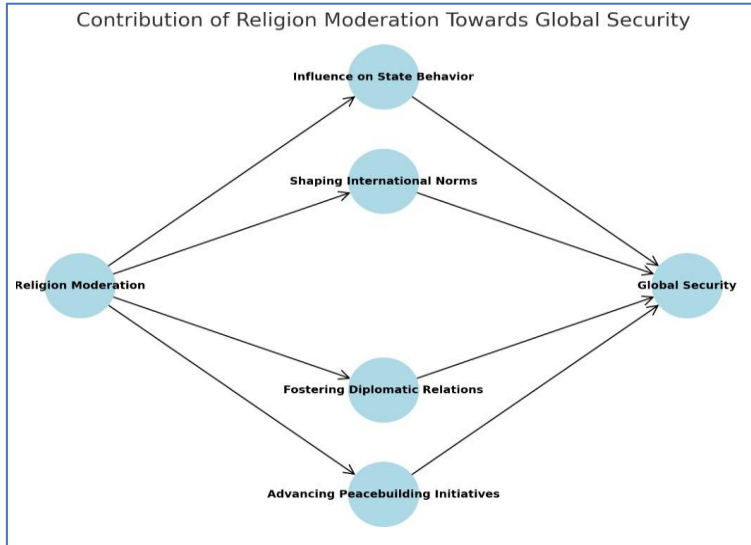 Contribution of Religion Moderation Towards Global Security
Influence on State Behavior
Shaping International Norms
Religion Moderation
Global Security
Fostering Diplomatic Relations
Advancing Peacebuilding Initiatives